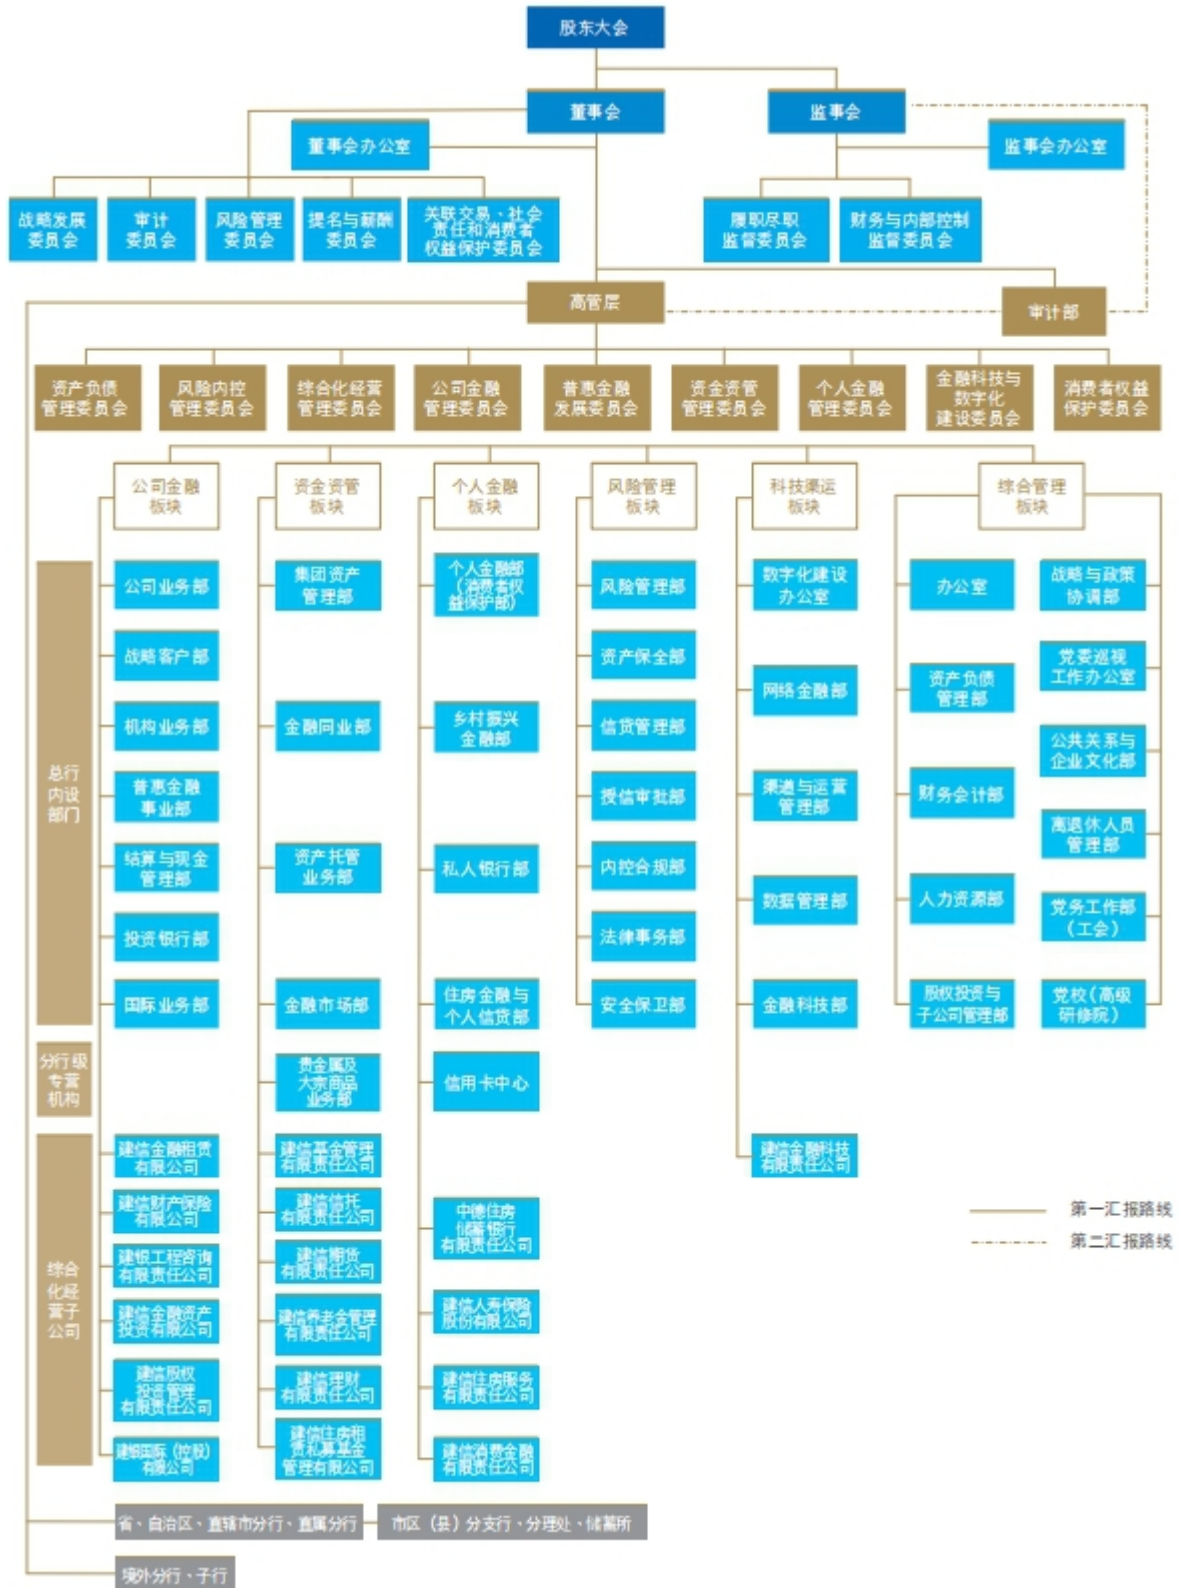 股东大会
董事会
监事会
董事会办公室
监事会办公室
战略发展
委员会
审计
委员会
风险管理
委员会
提名与薪酬
委员会
关联交易、社会
责任和消费者
权益保护委员会
履职尽职
监督委员会
财务与内部控制
监督委员会
高管层
审计部
资产负债
管理委员会
风险内控
管理委员会
综合化经营
管理委员会
公司金融
管理委员会
普惠金融
发展委员会
资金资管
管理委员会
个人金融
管理委员会
金融科技与
数字化
建设委员会
消费者权益
保护委员会
公司金融
板块
资金资管
板块
个人金融
板块
风险管理
板块
科技渠运
板块
综合管理
板块
总行
内设
部门
公司业务部
战略客户部
机构业务部
普惠金融
事业部
结算与现金
管理部
投资银行部
国际业务部
集团资产
管理部
金融同业部
资产托管
业务部
金融市场部
个人金融部
（消费者权
益保护部）
乡村振兴
金融部
私人银行部
住房金融与
个人信贷部
风险管理部
资产保全部
信贷管理部
授信审批部
内控合规部
法律事务部
安全保卫部
数字化建设
办公室
网络金融部
渠道与运营
管理部
数据管理部
金融科技部
办公室
资产负债
管理部
财务会计部
人力资源部
股权投资与
子公司管理部
战略与政策
协调部
党委巡视
工作办公室
公共关系与
企业文化部
离退休人员
管理部
党务工作部
（工会）
党校（高级
研修院）
分行级
专营
机构
贵金属及
大宗商品
业务部
信用卡中心
综合
化经
营子
公司
建信金融租赁
有限公司
建信财产保险
有限公司
建银工程咨询
有限责任公司
建信金融资产
投资有限公司
建信股权
投资管理
有限责任公司
建银国际（控股）
有限公司
建信基金管理
有限责任公司
建信信托
有限责任公司
建信期货
有限责任公司
建信养老金管理
有限责任公司
建信理财
有限责任公司
建信住房租
赁私募基金
管理有限公司
中德住房
储蓄银行
有限责任公司
建信人寿保险
股份有限公司
建信住房服务
有限责任公司
建信消费金融
有限责任公司
建信金融科技
有限责任公司
第一汇报路线
第二汇报路线
省、自治区、直辖市分行、直属分行
市区（县）分支行、分理处、储蓄所
境外分行、子行